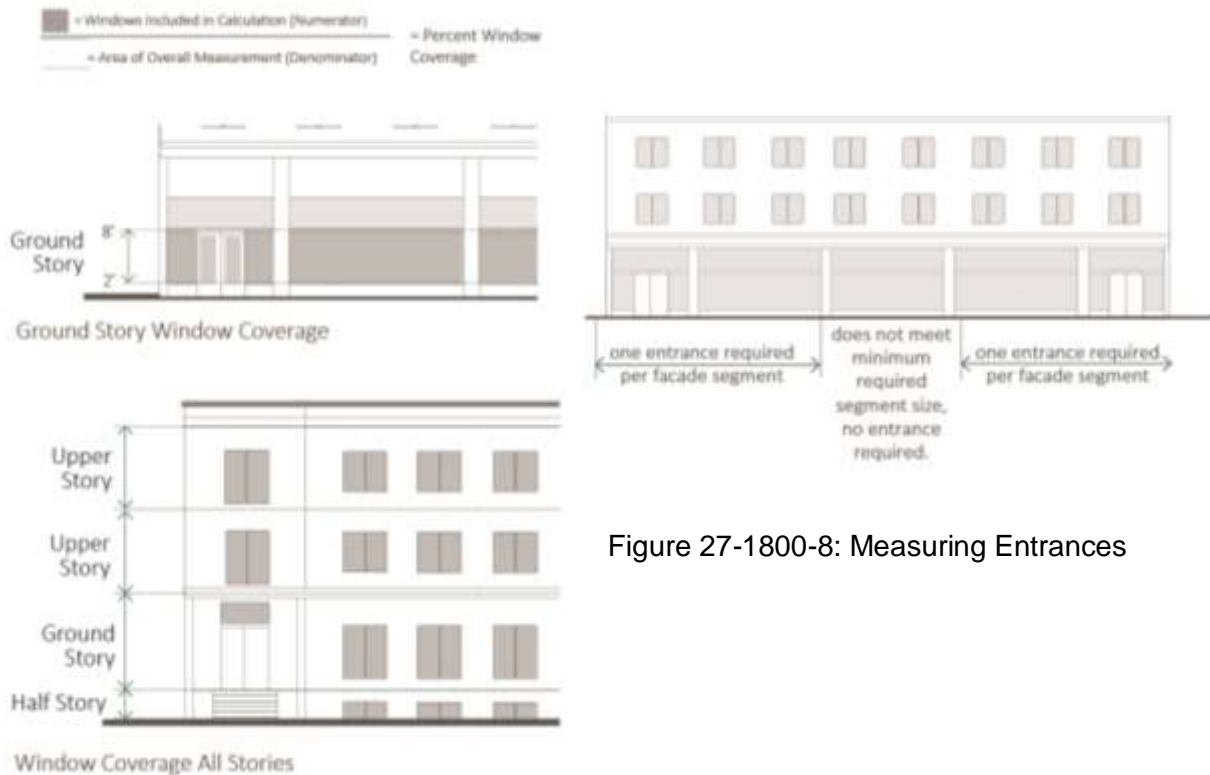 = Windows Included in Calculation (Numerator)
= Area of Overall Measurement (Denominator)
= Percent Window
Coverage
Ground
Story
8'
2'
Ground Story Window Coverage
Upper
Story
Upper
Story
Ground
Story
Half Story
Window Coverage All Stories
one entrance required
per facade segment
does not meet
minimum
required
segment size,
no entrance
required.
one entrance required
per facade segment
Figure 27-1800-8: Measuring Entrances